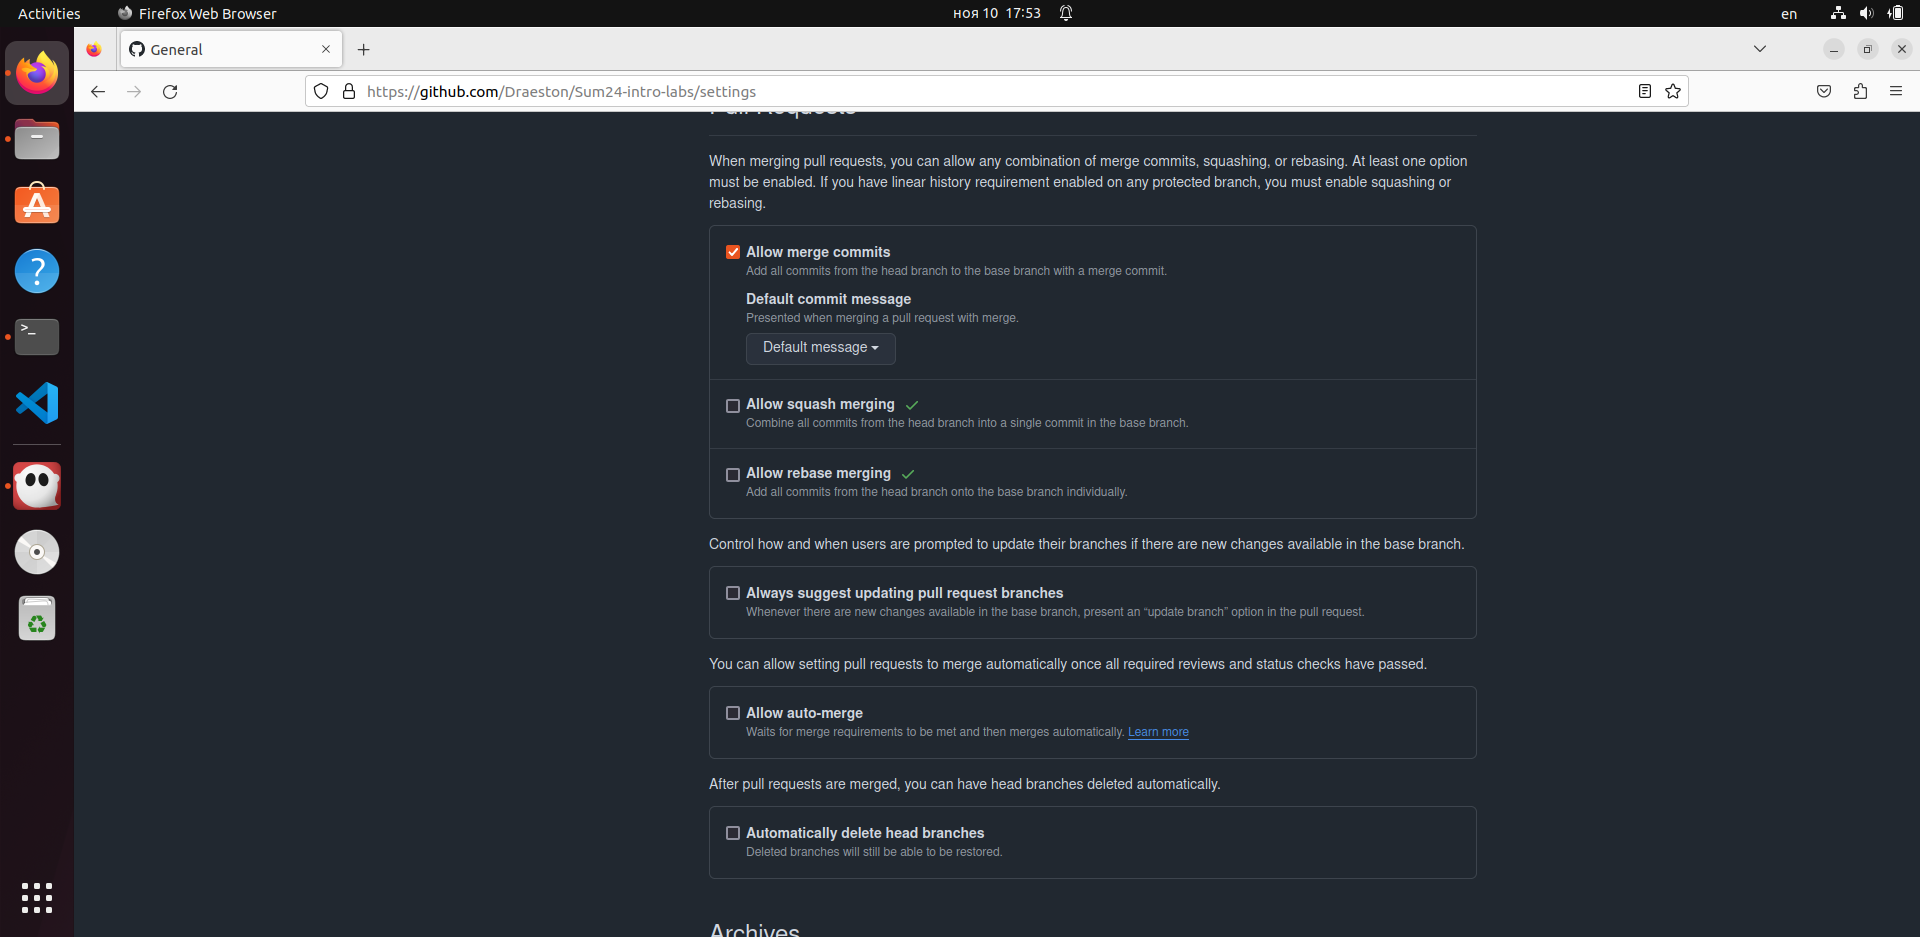 Activities
Firefox Web Browser
ноя 10 17:53
en
General
https://github.com/Draeston/Sum24-intro-labs/settings
Pull Requests
When merging pull requests, you can allow any combination of merge commits, squashing, or rebasing. At least one option
must be enabled. If you have linear history requirement enabled on any protected branch, you must enable squashing or
rebasing.
Allow merge commits
Add all commits from the head branch to the base branch with a merge commit.
Default commit message
Presented when merging a pull request with merge.
Default message
Allow squash merging
Combine all commits from the head branch into a single commit in the base branch.
Allow rebase merging
Add all commits from the head branch onto the base branch individually.
Control how and when users are prompted to update their branches if there are new changes available in the base branch.
Always suggest updating pull request branches
Whenever there are new changes available in the base branch, present an “update branch” option in the pull request.
You can allow setting pull requests to merge automatically once all required reviews and status checks have passed.
Allow auto-merge
Waits for merge requirements to be met and then merges automatically. Learn more
After pull requests are merged, you can have head branches deleted automatically.
Automatically delete head branches
Deleted branches will still be able to be restored.
Archives